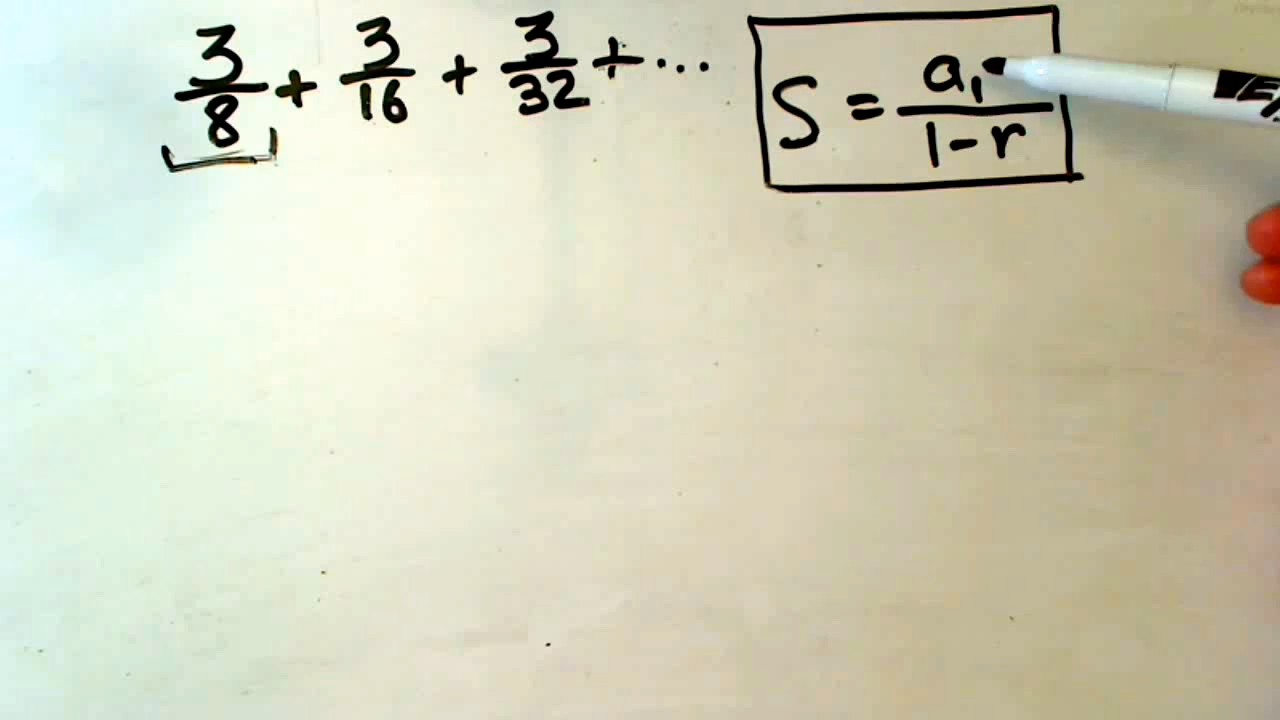 3/8 + 3/16 + 3/32 + ...
S = a₁/1-r